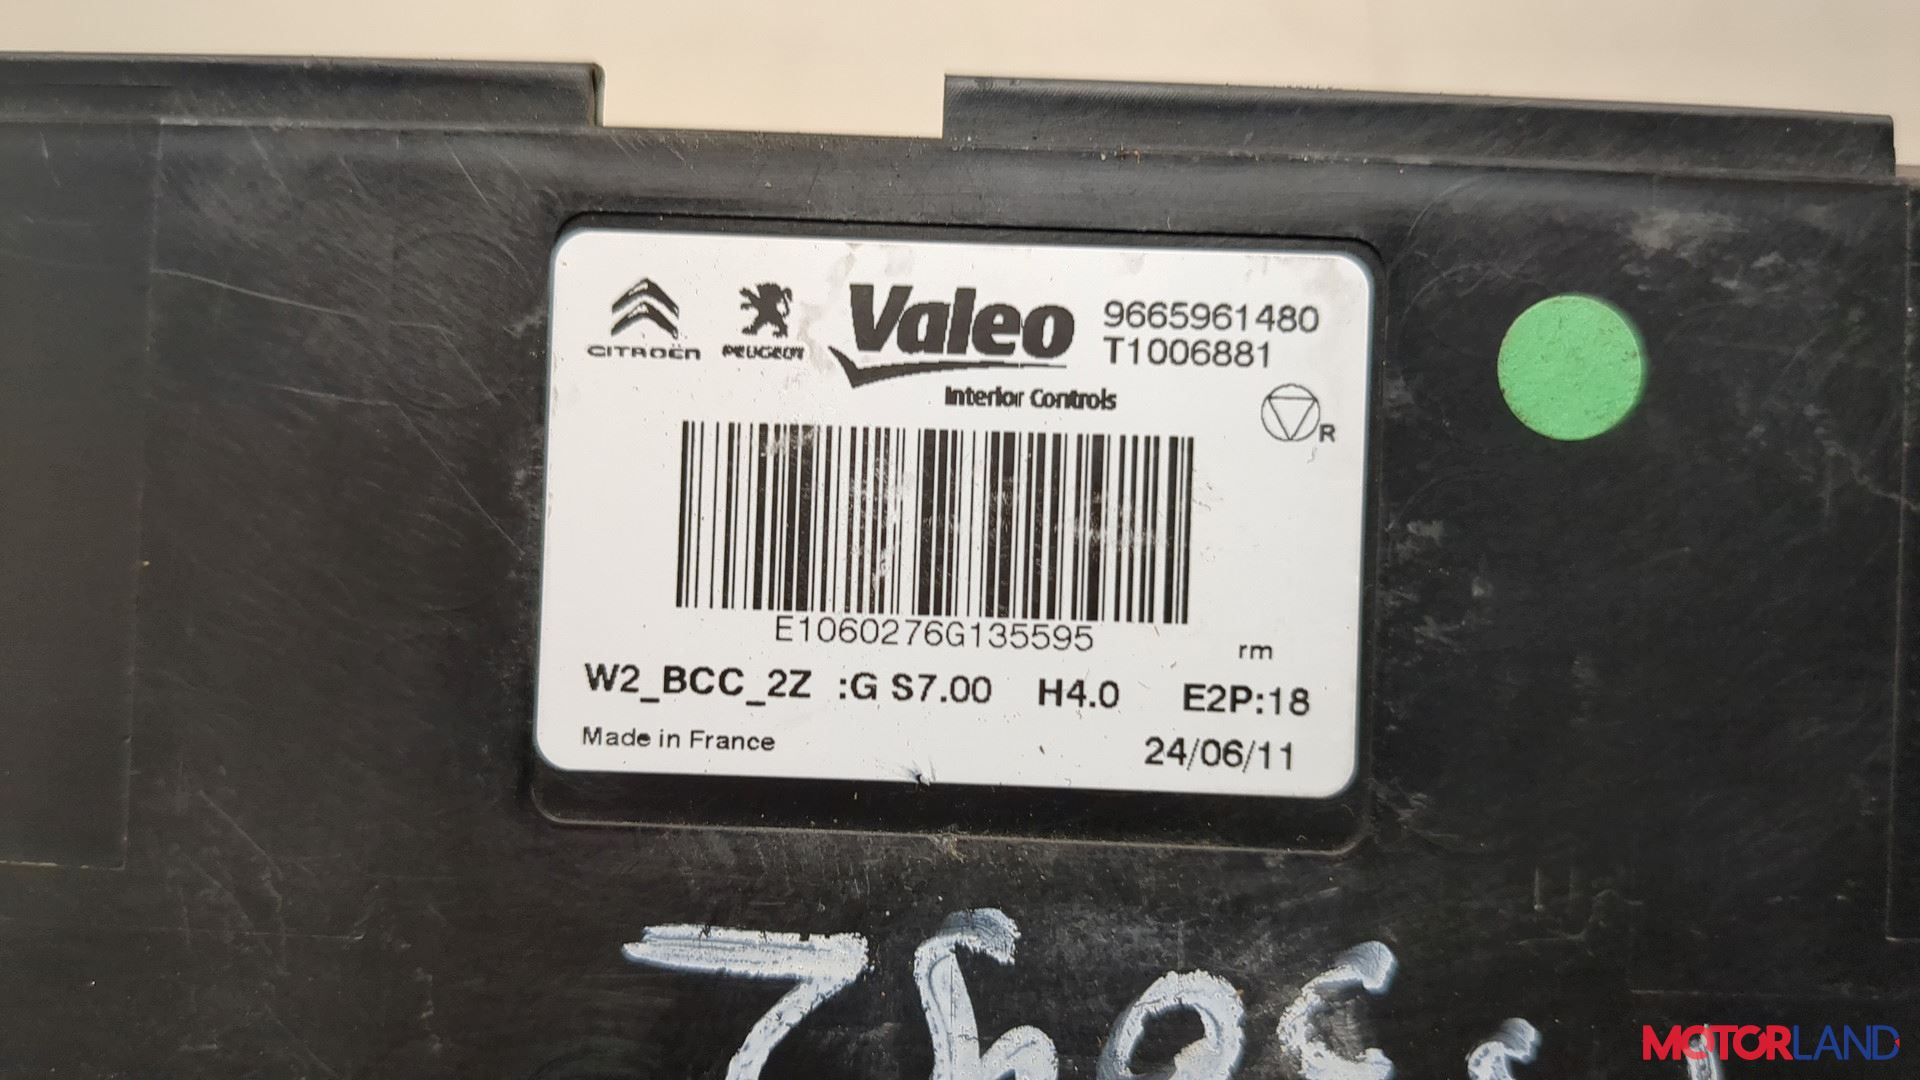 CITROËN PEUGEOT Valeo 9665961480
T1006881
Interior Controls
R
E1060276G135595
rm
W2_BCC_2Z :G S7.00 H4.0 E2P:18
Made in France 24/06/11
MOTORLAND